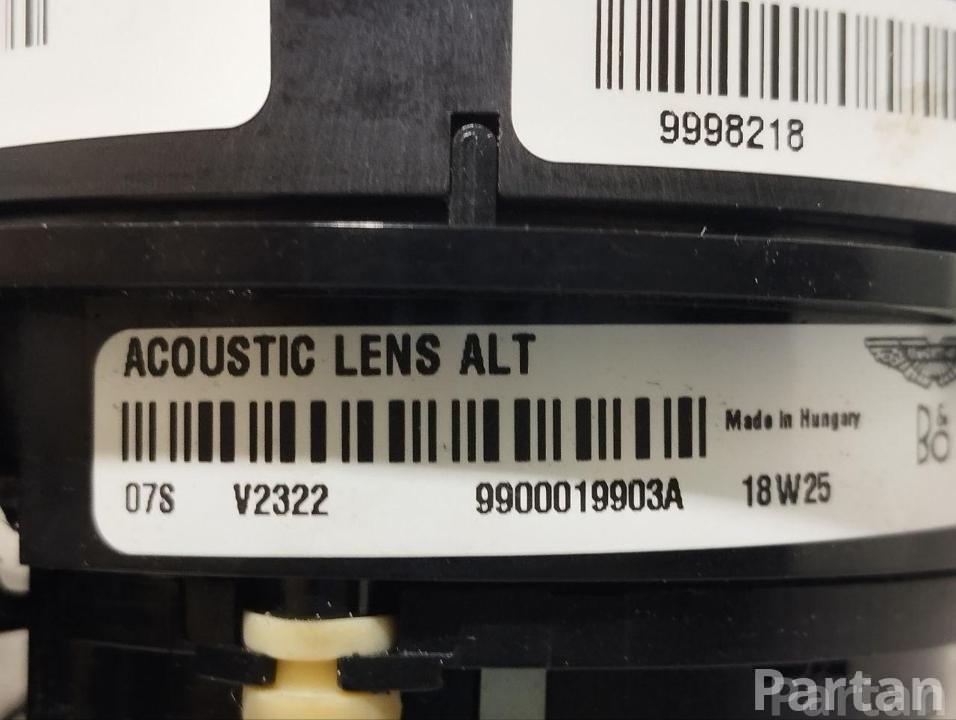 9998218
ACOUSTIC LENS ALT
Made in Hungary
B&O
07S V2322 9900019903A 18W25
Partan